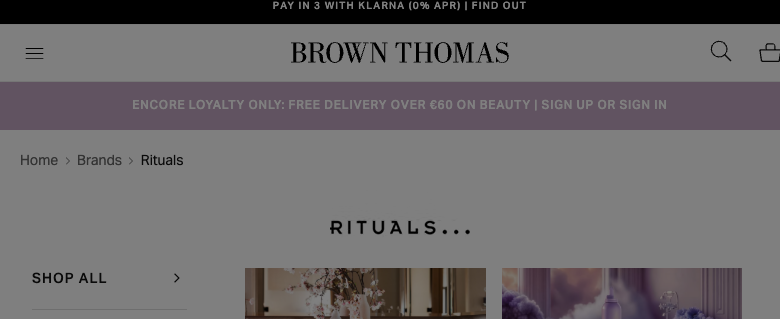 PAY IN 3 WITH KLARNA (0% APR) | FIND OUT
BROWN THOMAS
ENCORE LOYALTY ONLY: FREE DELIVERY OVER €60 ON BEAUTY | SIGN UP OR SIGN IN
Home > Brands > Rituals
RITUALS...
SHOP ALL